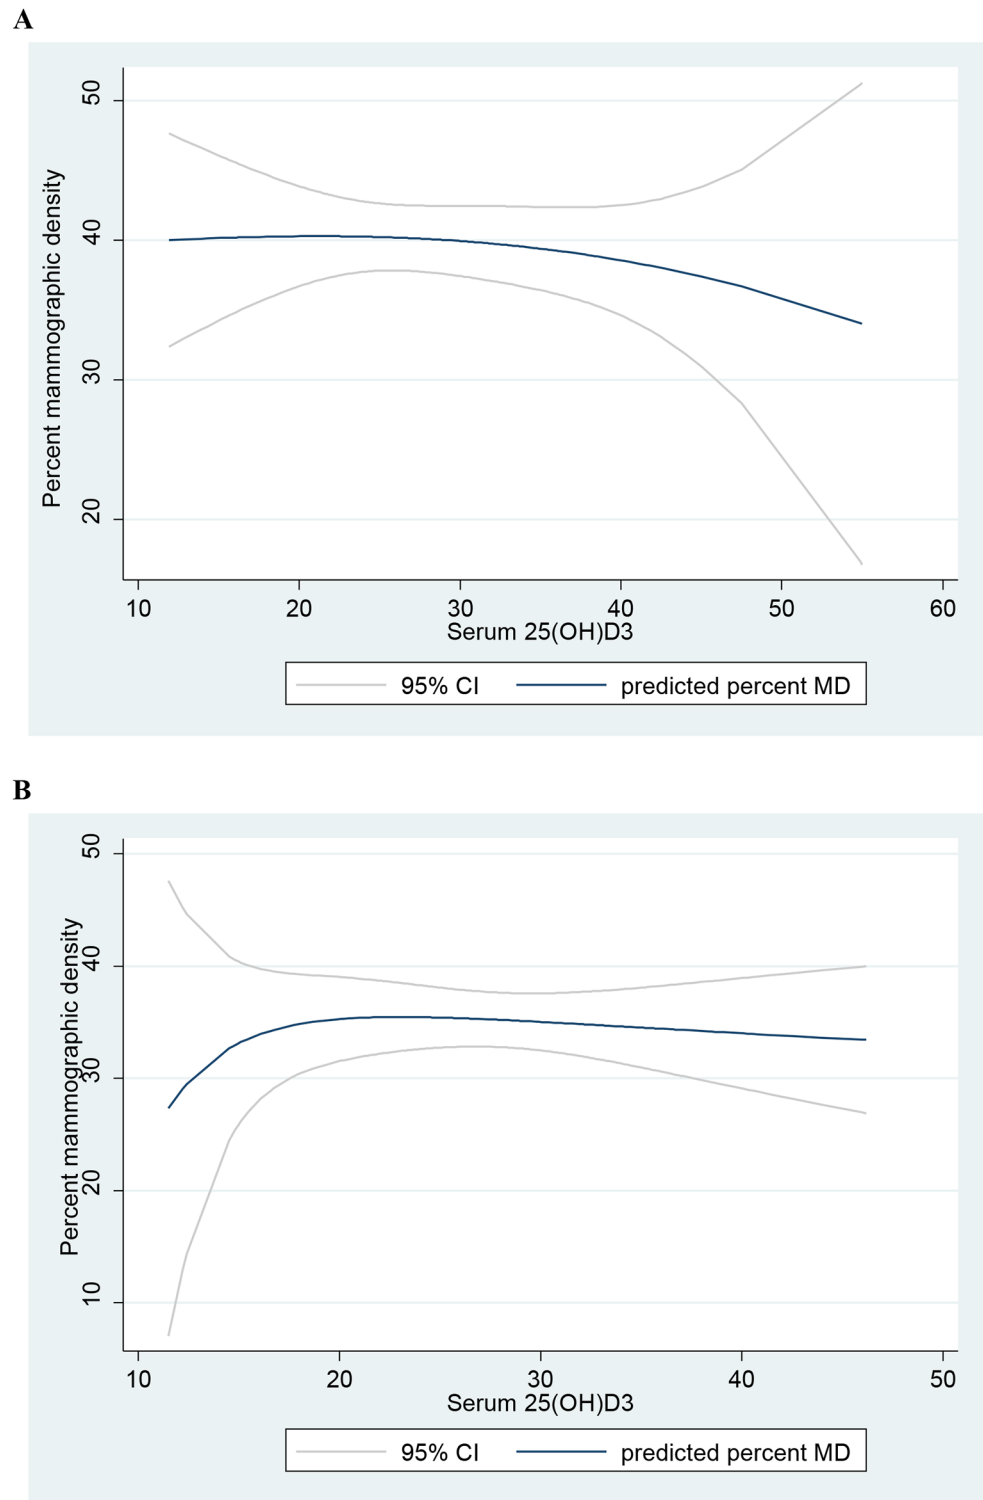 A
Percent mammographic density
50
40
30
20
10 20 30 40 50 60
Serum 25(OH)D3
95% CI predicted percent MD
B
Percent mammographic density
50
40
30
20
10
10 20 30 40 50
Serum 25(OH)D3
95% CI predicted percent MD